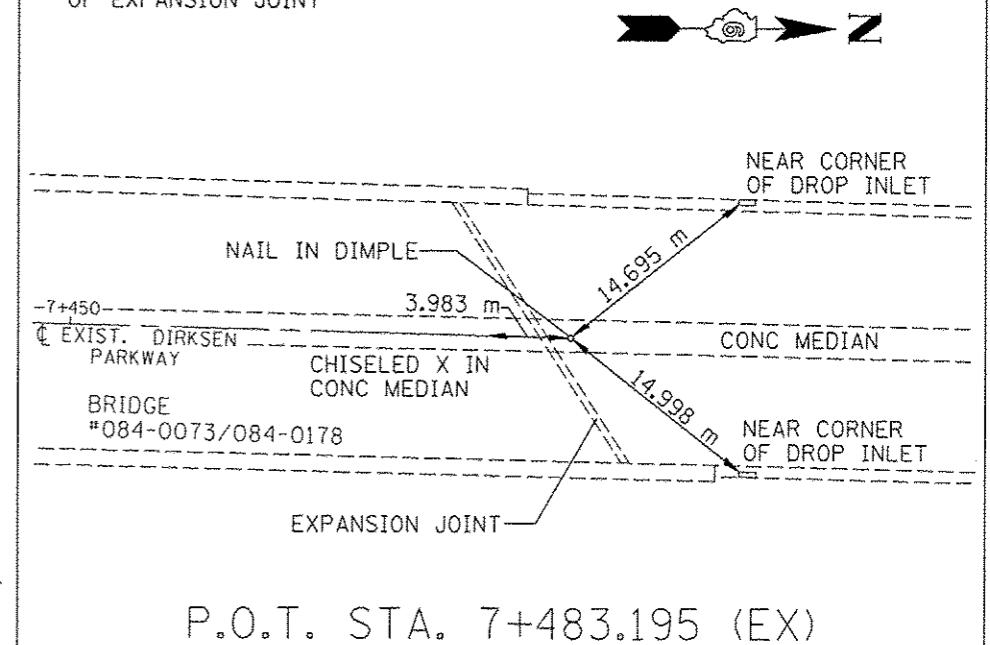 OF EXPANSION JOINT
N
NEAR CORNER
OF DROP INLET
NAIL IN DIMPLE
14.695 m
3.983 m
-7+450-
℄ EXIST. DIRKSEN
PARKWAY
CONC MEDIAN
CHISELED X IN
CONC MEDIAN
14.998 m
BRIDGE
#084-0073/084-0178
NEAR CORNER
OF DROP INLET
EXPANSION JOINT
P.O.T. STA. 7+483.195 (EX)